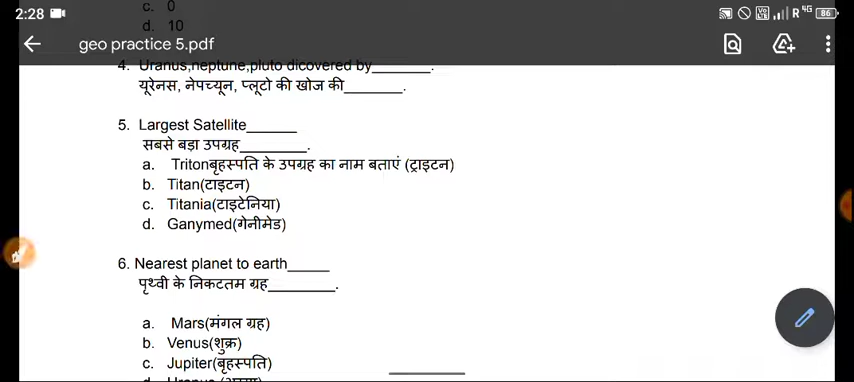 2:28
R 4G 86
c. 0
d. 10
geo practice 5.pdf
4. Uranus,neptune,pluto dicovered by_______.
यूरेनस, नेपच्यून, प्लूटो की खोज की_______.
5. Largest Satellite______
सबसे बड़ा उपग्रह________.
a. Tritonबृहस्पति के उपग्रह का नाम बताएं (ट्राइटन)
b. Titan(टाइटन)
c. Titania(टाइटेनिया)
d. Ganymed(गेनीमेड)
6. Nearest planet to earth_____
पृथ्वी के निकटतम ग्रह________.
a. Mars(मंगल ग्रह)
b. Venus(शुक्र)
c. Jupiter(बृहस्पति)